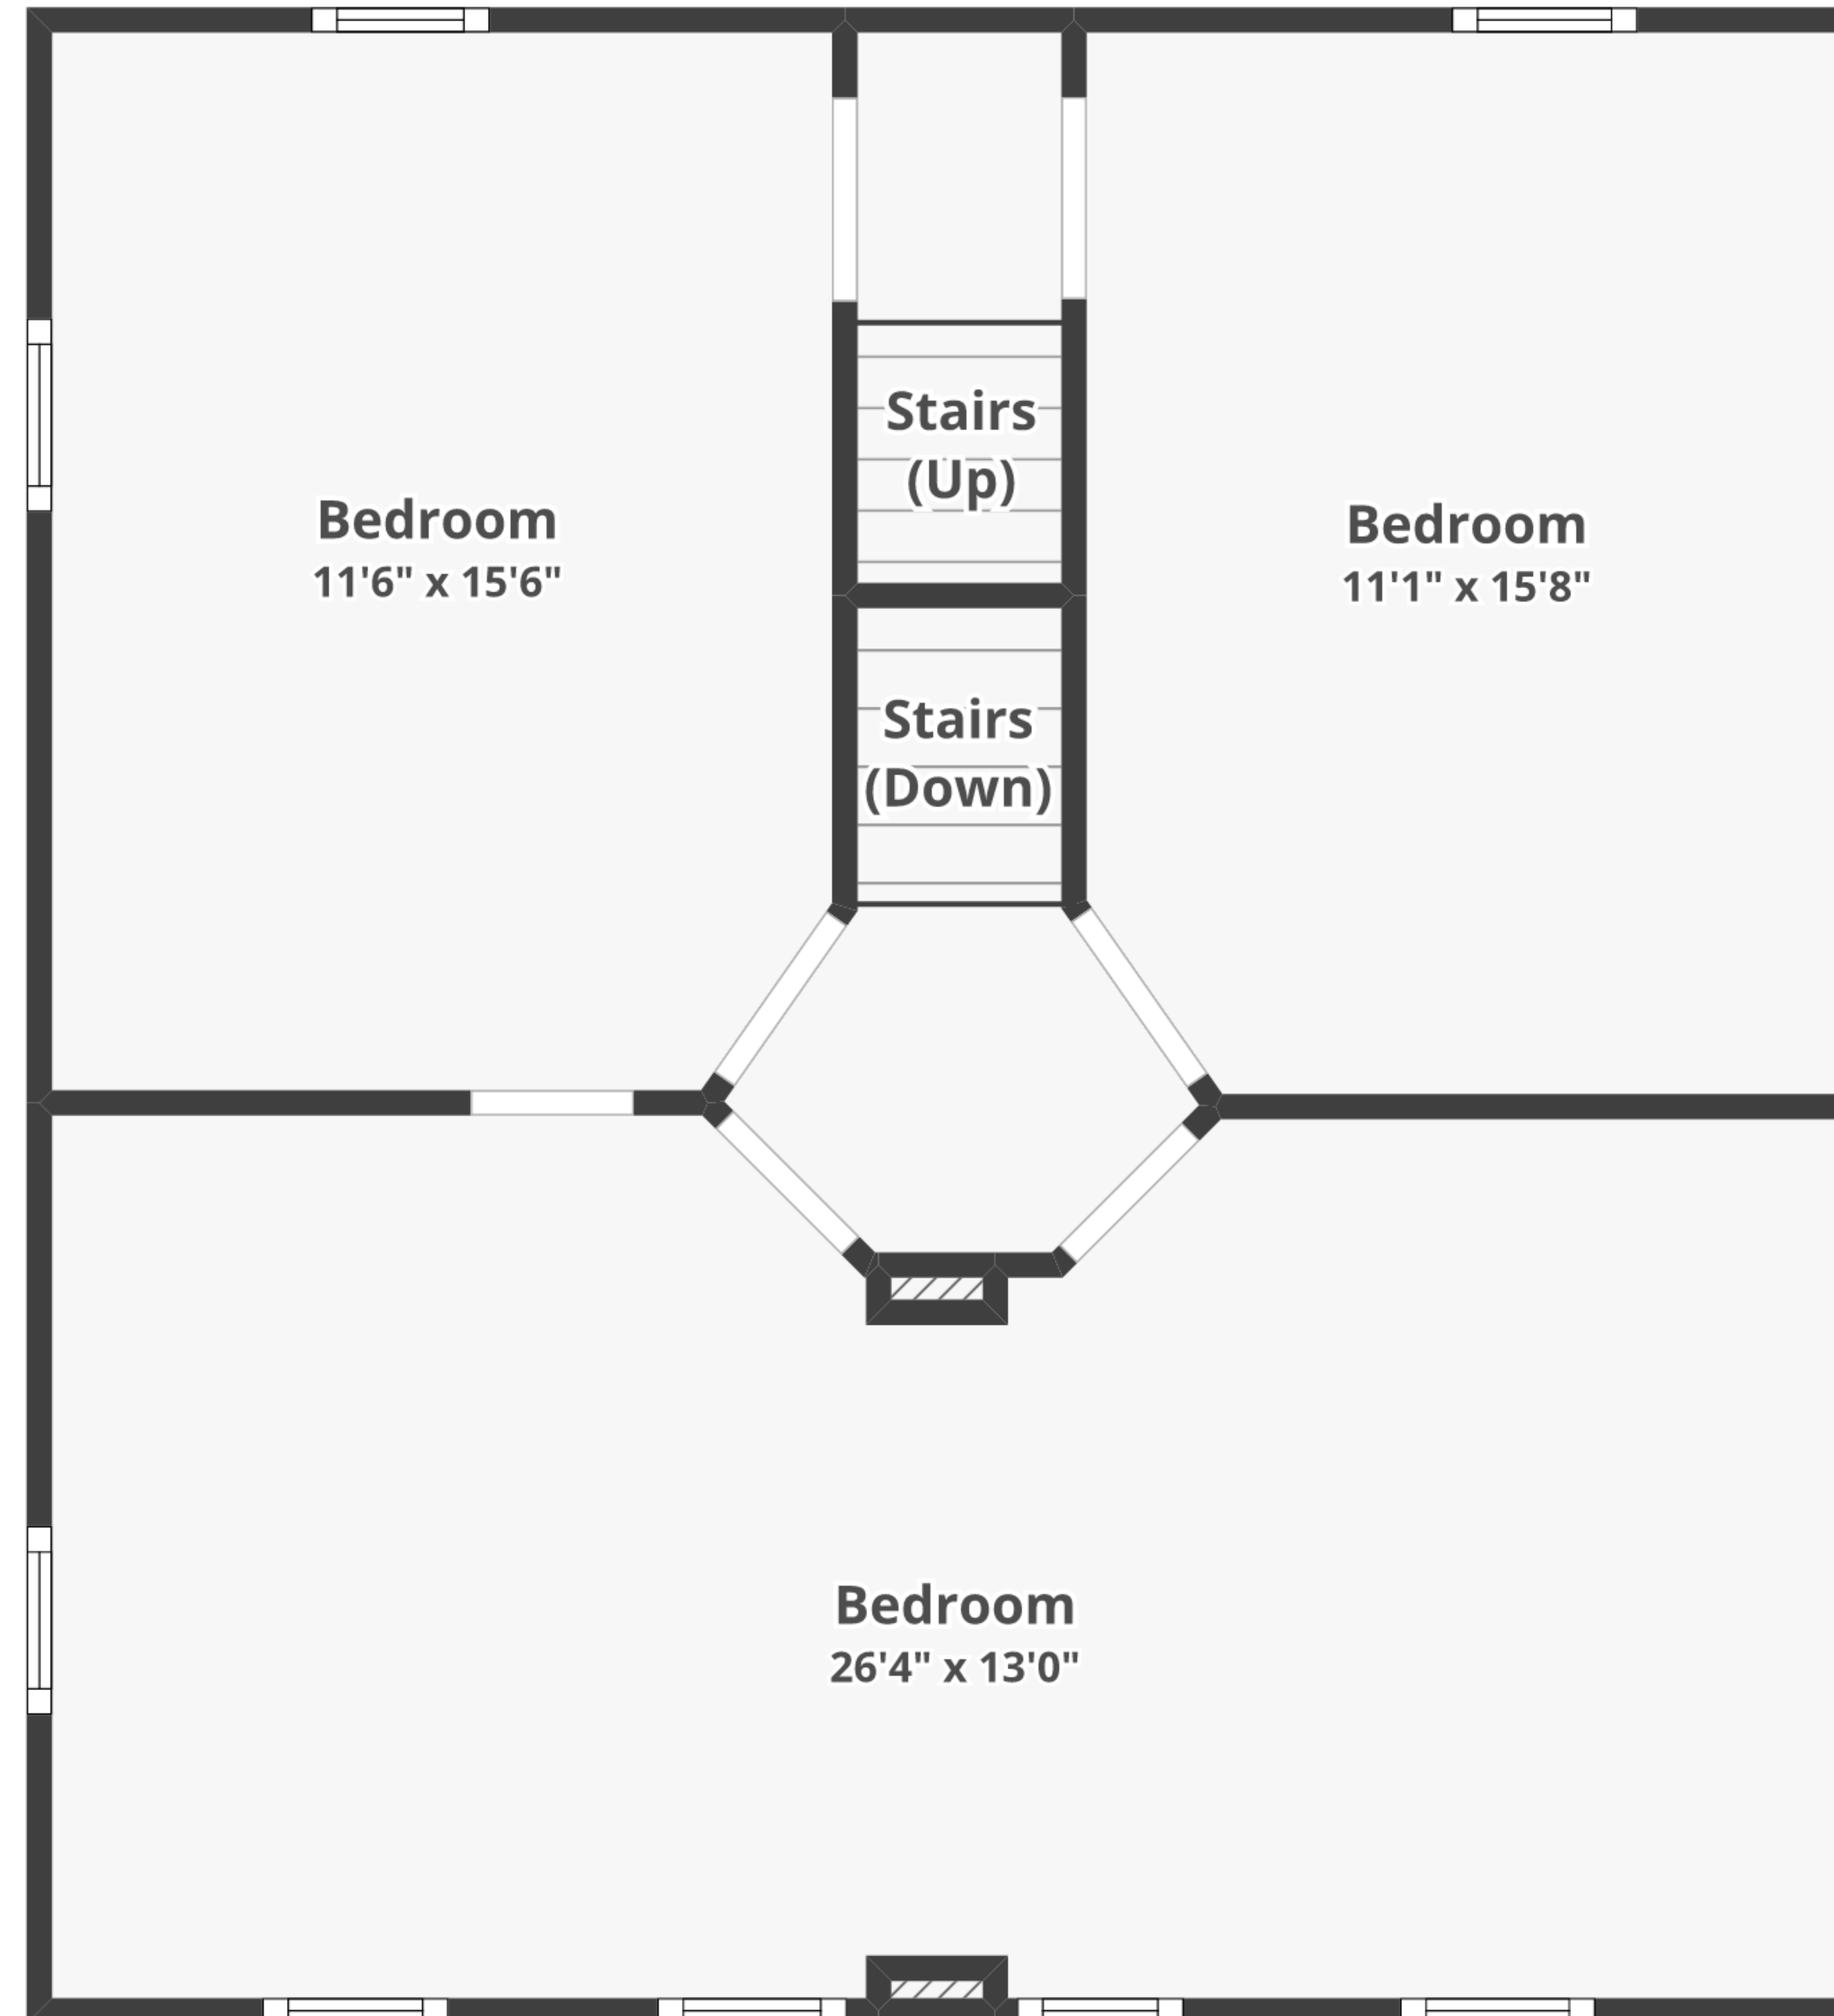 Stairs
(Up)
Bedroom
11'6" x 15'6"
Bedroom
11'1" x 15'8"
Stairs
(Down)
Bedroom
26'4" x 13'0"